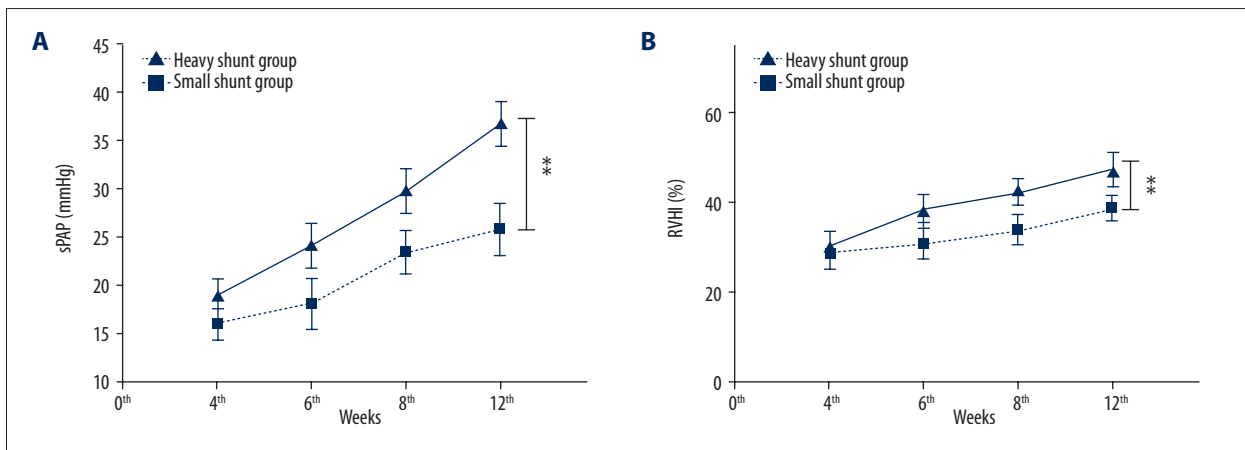 A
45
40
35
30
25
20
15
10
sPAP (mmHg)
Heavy shunt group
Small shunt group
**
0th
4th
6th
8th
12th
Weeks
B
60
40
20
0
RVHI (%)
Heavy shunt group
Small shunt group
**
0th
4th
6th
8th
12th
Weeks